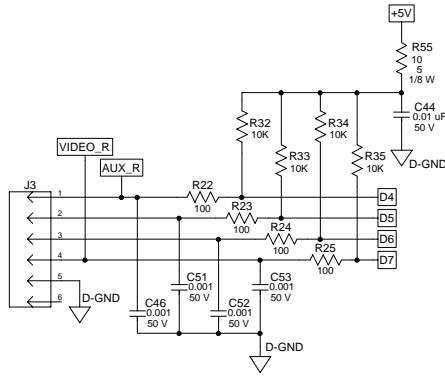 +5V
R55
10
5
1/8 W
C44
0.01 uF
50 V
D-GND
R32
10K
R34
10K
R33
10K
R35
10K
VIDEO_R
AUX_R
J3
1
2
3
4
5
6
R22
100
R23
100
R24
100
R25
100
D4
D5
D6
D7
C51
0.001
50 V
C53
0.001
50 V
C46
0.001
50 V
C52
0.001
50 V
D-GND
D-GND